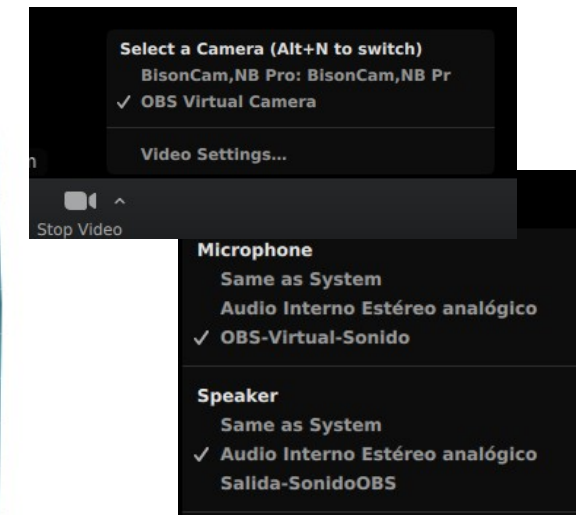 Select a Camera (Alt+N to switch)
BisonCam,NB Pro: BisonCam,NB Pr
✓ OBS Virtual Camera
Video Settings...
n
Stop Video
Microphone
Same as System
Audio Interno Estéreo analógico
✓ OBS-Virtual-Sonido
Speaker
Same as System
✓ Audio Interno Estéreo analógico
Salida-SonidoOBS